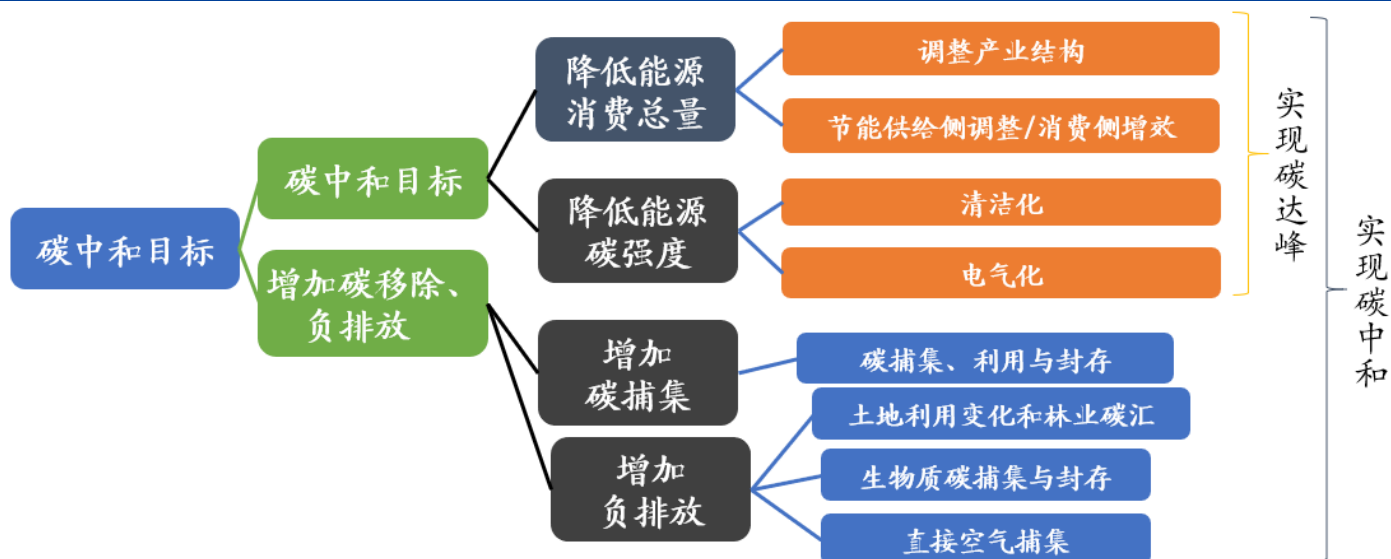 碳中和目标
碳中和目标
增加碳移除、
负排放
降低能源
消费总量
降低能源
碳强度
增加
碳捕集
增加
负排放
调整产业结构
节能供给侧调整/消费侧增效
清洁化
电气化
碳捕集、利用与封存
土地利用变化和林业碳汇
生物质碳捕集与封存
直接空气捕集
实现碳达峰
实现碳中和